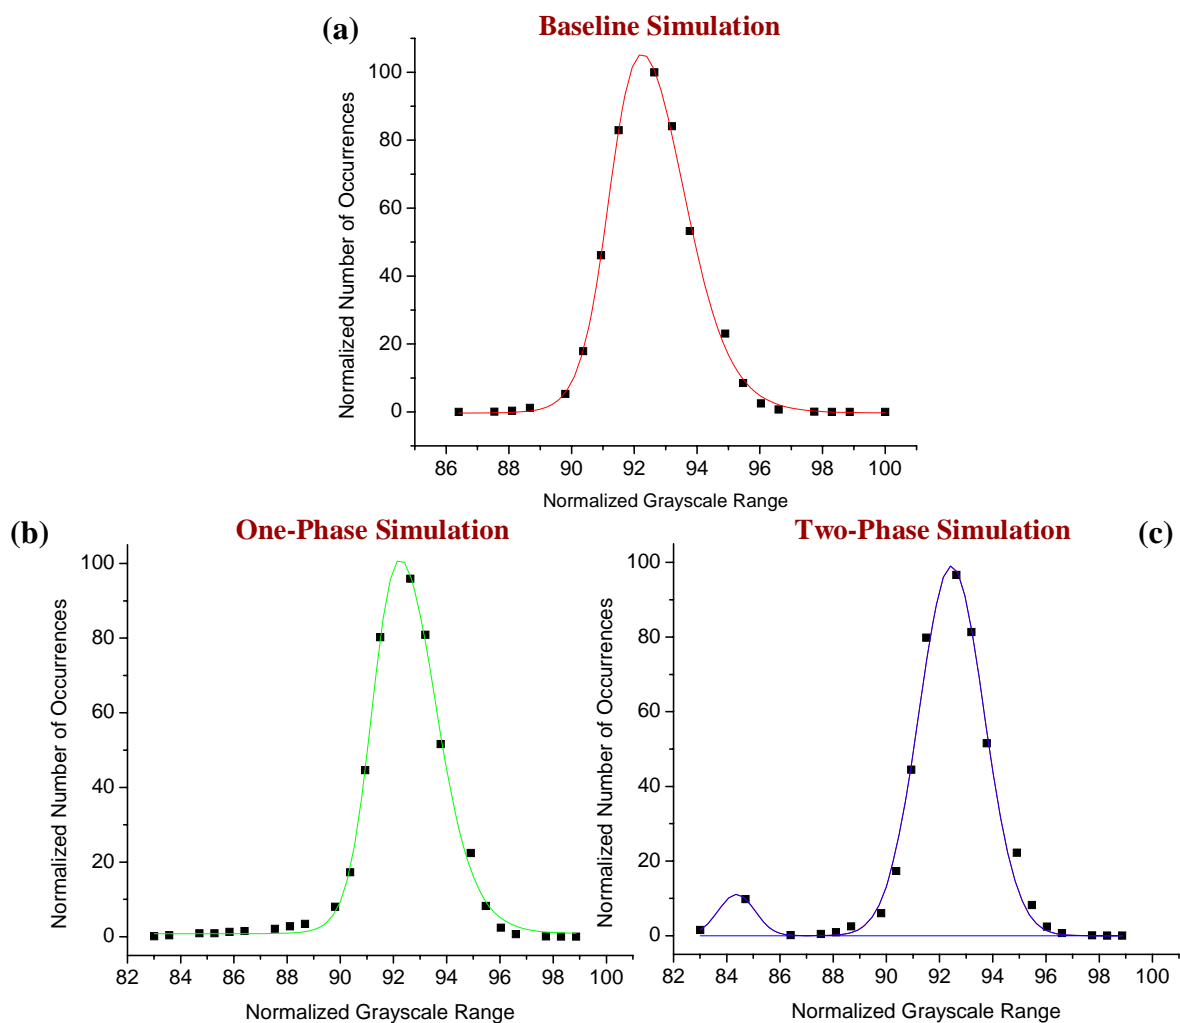 (a)
Baseline Simulation
Normalized Number of Occurrences
100
80
60
40
20
0
86 88 90 92 94 96 98 100
Normalized Grayscale Range
(b)
One-Phase Simulation
Normalized Number of Occurrences
100
80
60
40
20
0
82 84 86 88 90 92 94 96 98 100
Normalized Grayscale Range
Two-Phase Simulation
(c)
Normalized Number of Occurrences
100
80
60
40
20
0
82 84 86 88 90 92 94 96 98 100
Normalized Grayscale Range